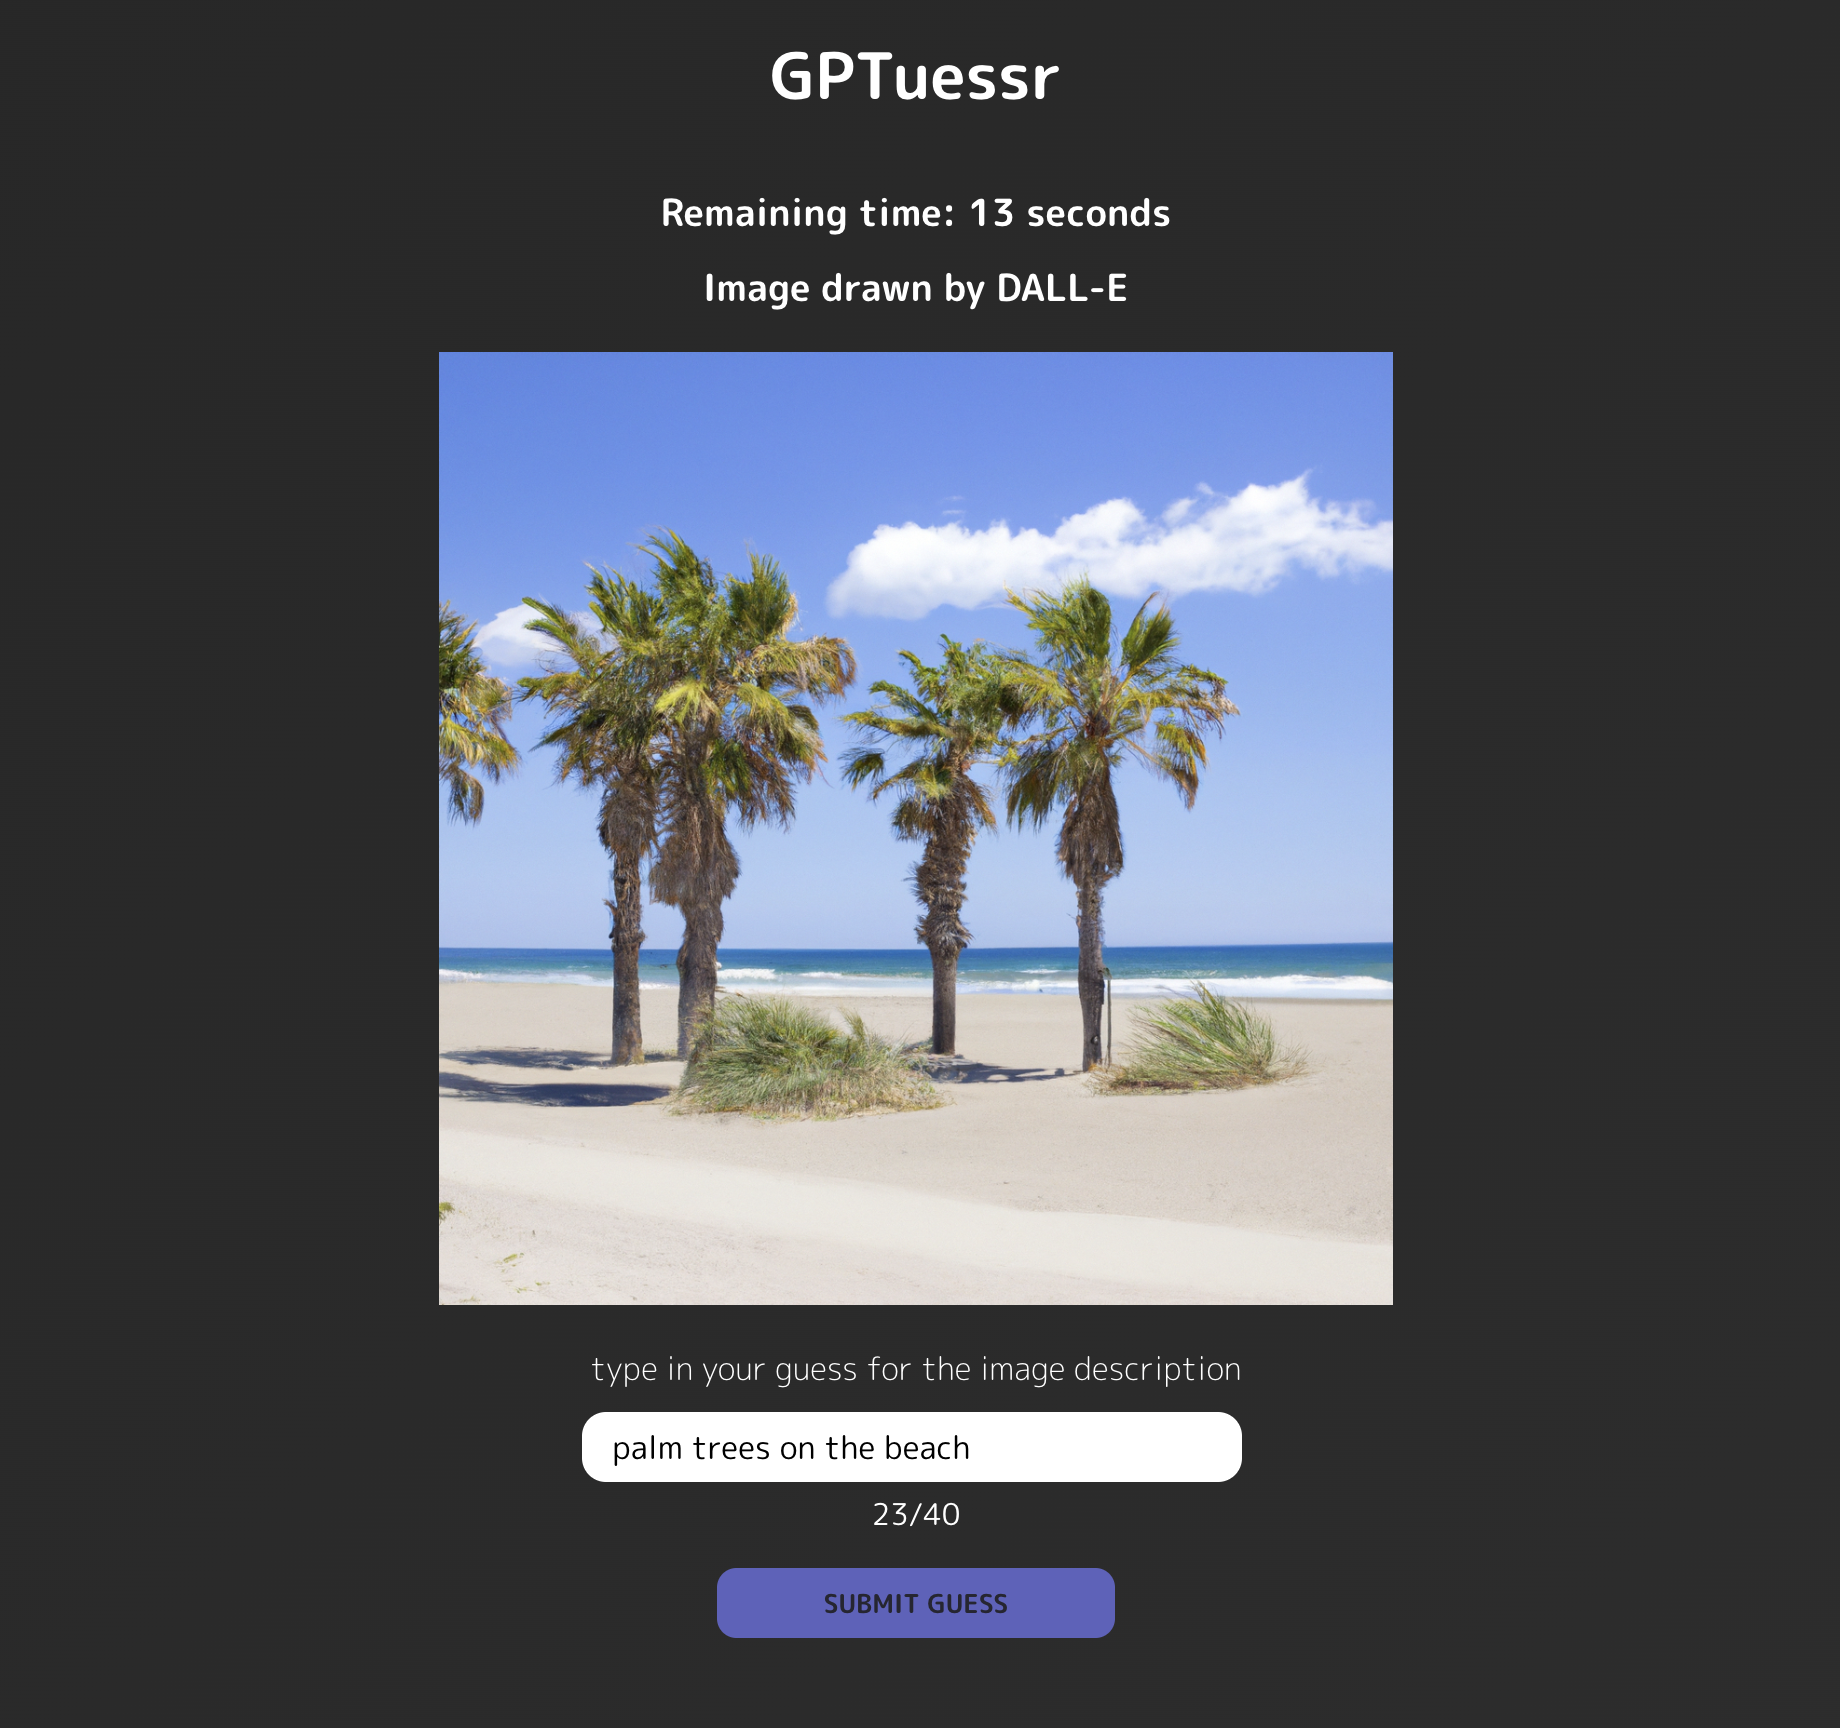 GPTuessr
Remaining time: 13 seconds
Image drawn by DALL-E
type in your guess for the image description
palm trees on the beach
23/40
SUBMIT GUESS